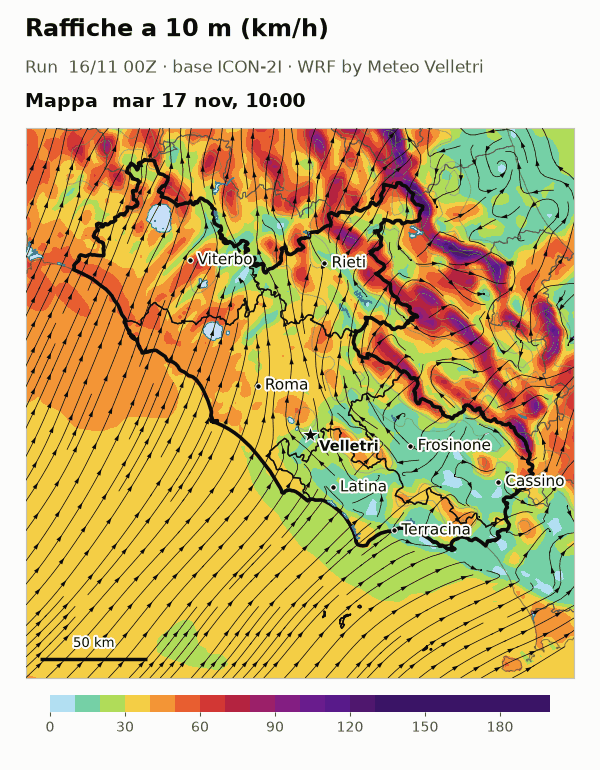 Raffiche a 10 m (km/h)
Run 16/11 00Z · base ICON-2I · WRF by Meteo Velletri
Mappa mar 17 nov, 10:00
Viterbo
Rieti
Roma
Velletri
Frosinone
Cassino
Latina
Terracina
50 km
0 30 60 90 120 150 180